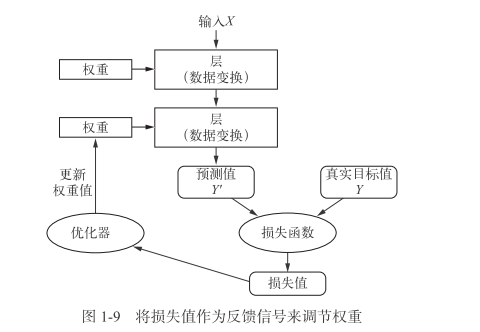 输入X
层
（数据变换）
权重
层
（数据变换）
权重
预测值
Y′
真实目标值
Y
更新
权重值
优化器
损失函数
损失值
图 1-9 将损失值作为反馈信号来调节权重